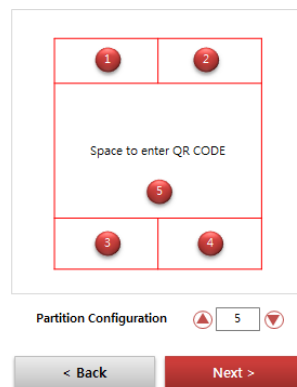 1 2
Space to enter QR CODE
5
3 4
Partition Configuration 5
< Back Next >